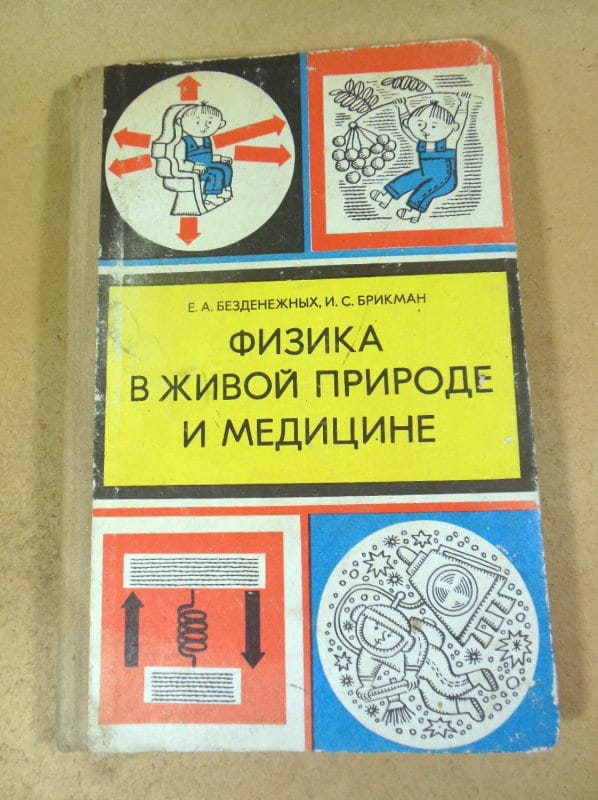 Е. А. БЕЗДЕНЕЖНЫХ, И. С. БРИКМАН
ФИЗИКА
В ЖИВОЙ ПРИРОДЕ
И МЕДИЦИНЕ